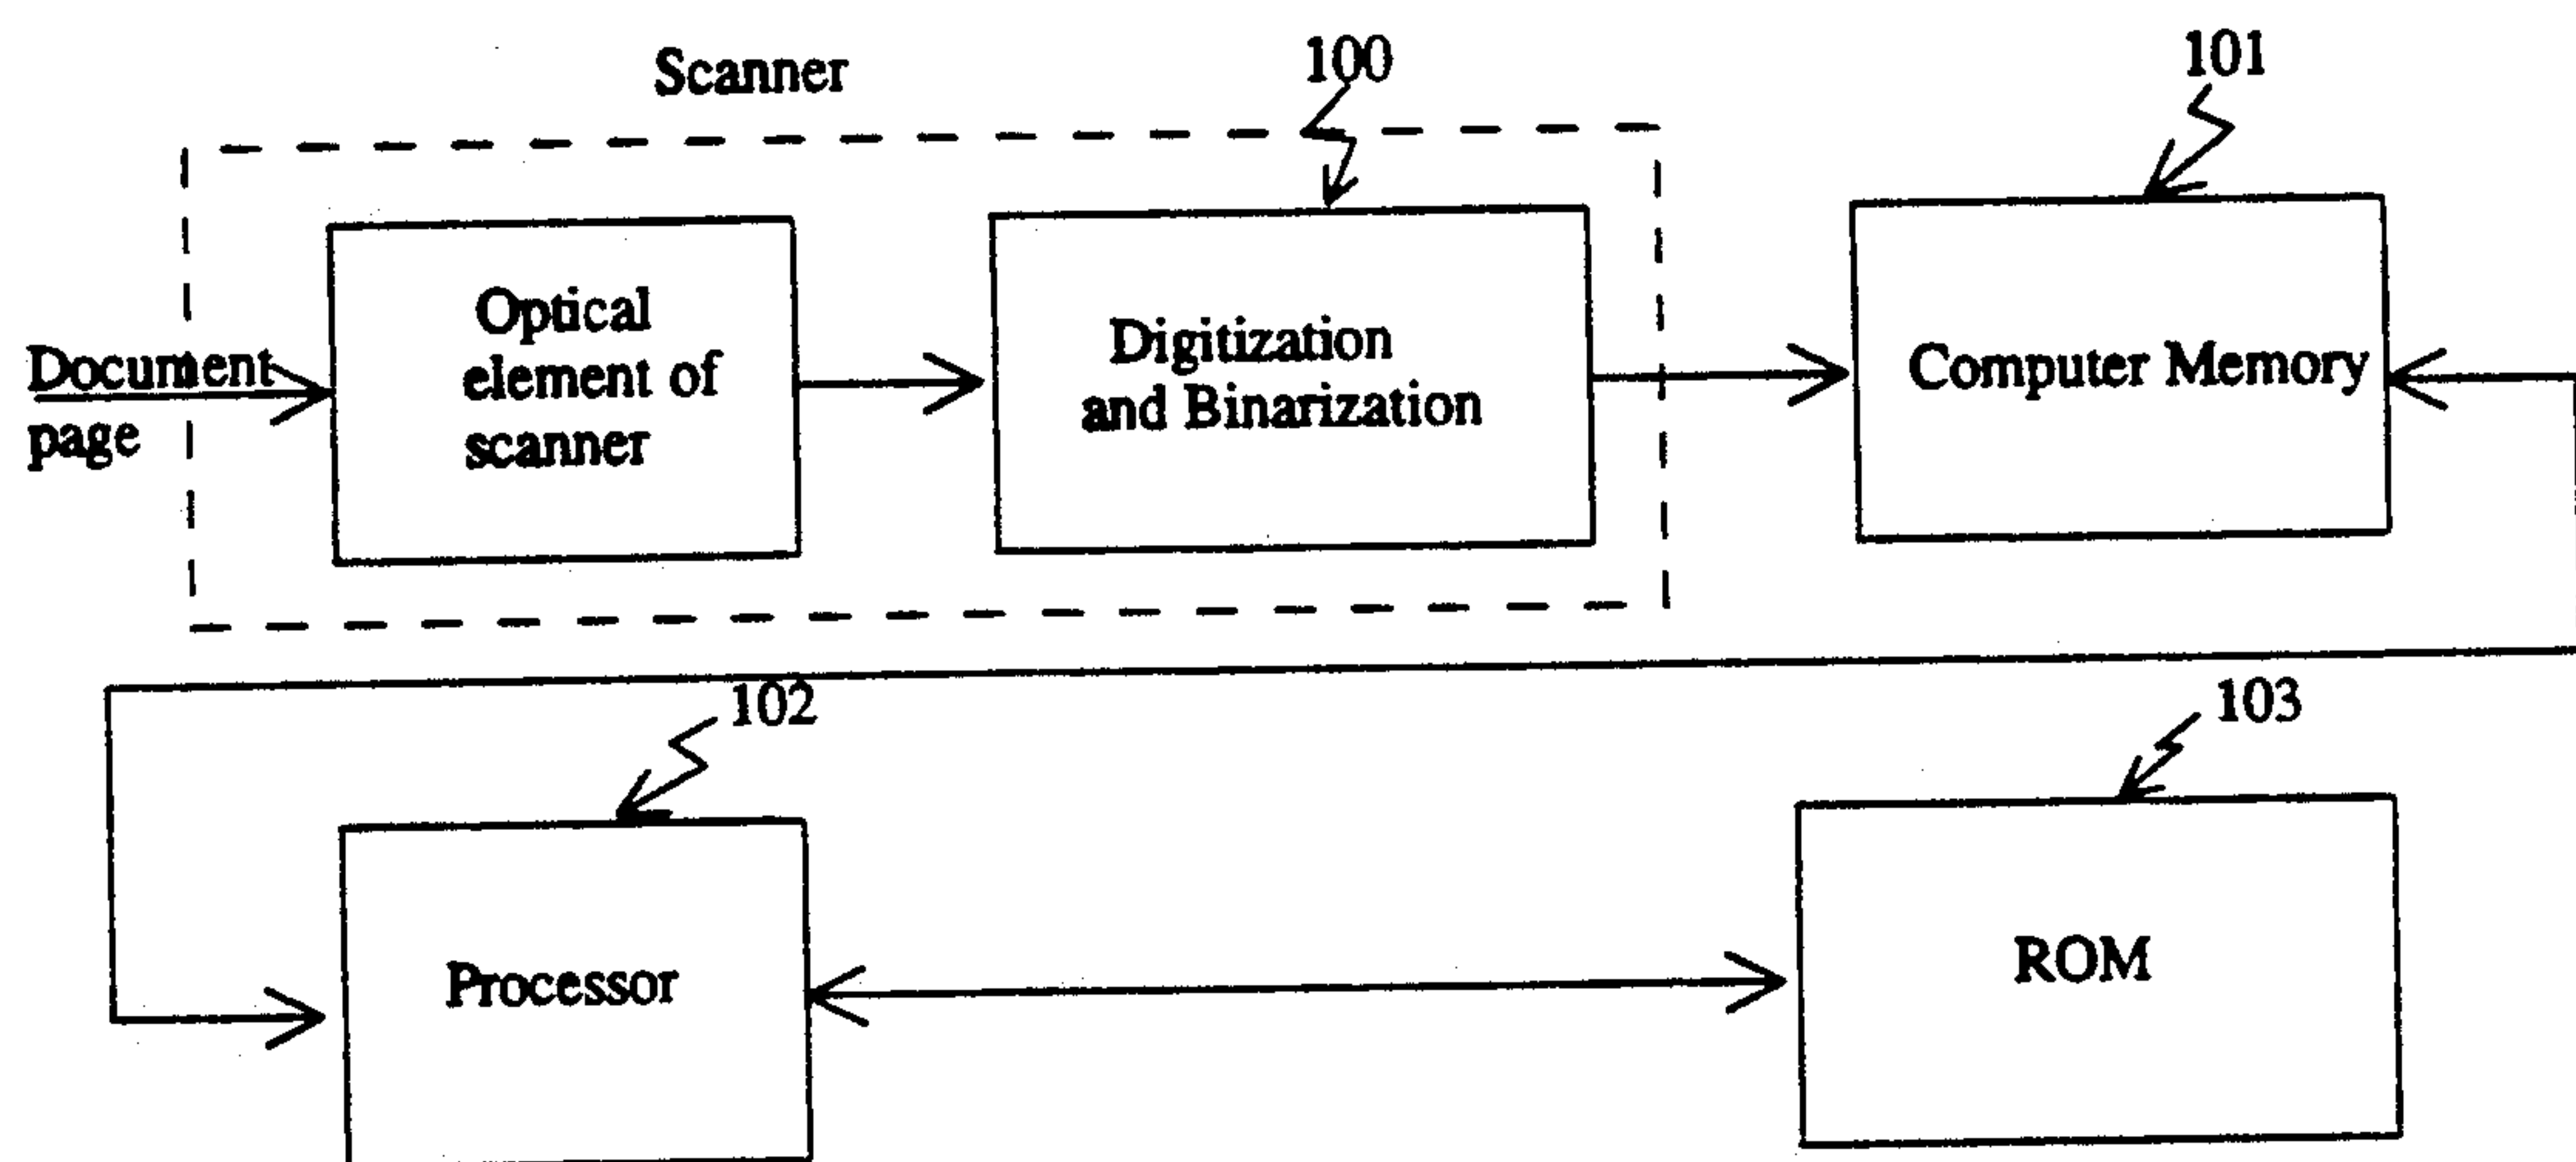 Scanner
100
101
Document
page
Optical
element of
scanner
Digitization
and Binarization
Computer Memory
102
103
Processor
ROM